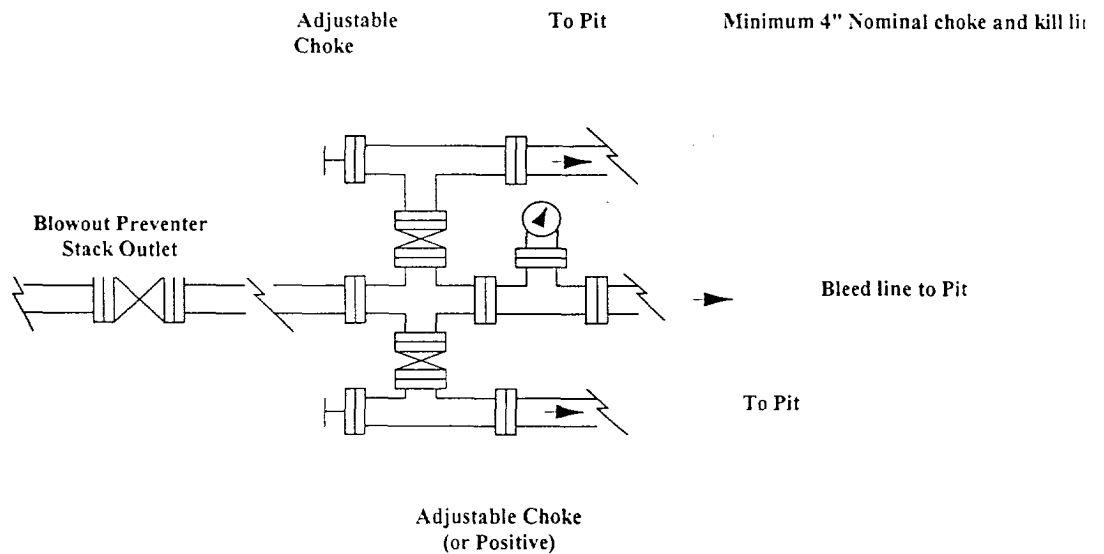 Adjustable
Choke
To Pit
Minimum 4" Nominal choke and kill
Blowout Preventer
Stack Outlet
Bleed line to Pit
To Pit
Adjustable Choke
(or Positive)